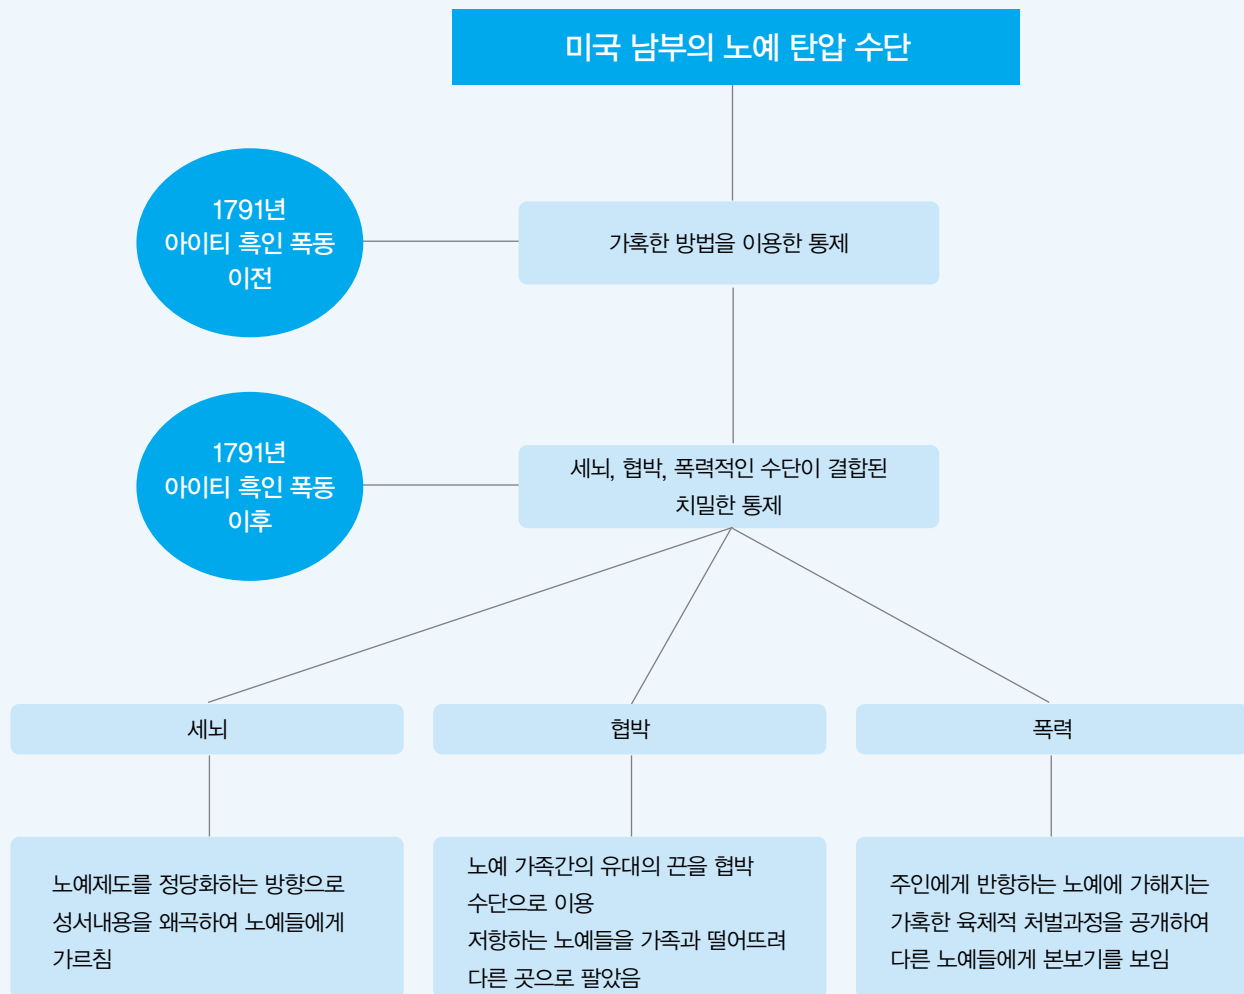 미국 남부의 노예 탄압 수단
1791년
아이티 흑인 폭동
이전
가혹한 방법을 이용한 통제
1791년
아이티 흑인 폭동
이후
세뇌, 협박, 폭력적인 수단이 결합된
치밀한 통제
세뇌
협박
폭력
노예제도를 정당화하는 방향으로
성서내용을 왜곡하여 노예들에게
가르침
노예 가족간의 유대의 끈을 협박
수단으로 이용
저항하는 노예들을 가족과 떨어뜨려
다른 곳으로 팔았음
주인에게 반항하는 노예에 가해지는
가혹한 육체적 처벌과정을 공개하여
다른 노예들에게 본보기를 보임